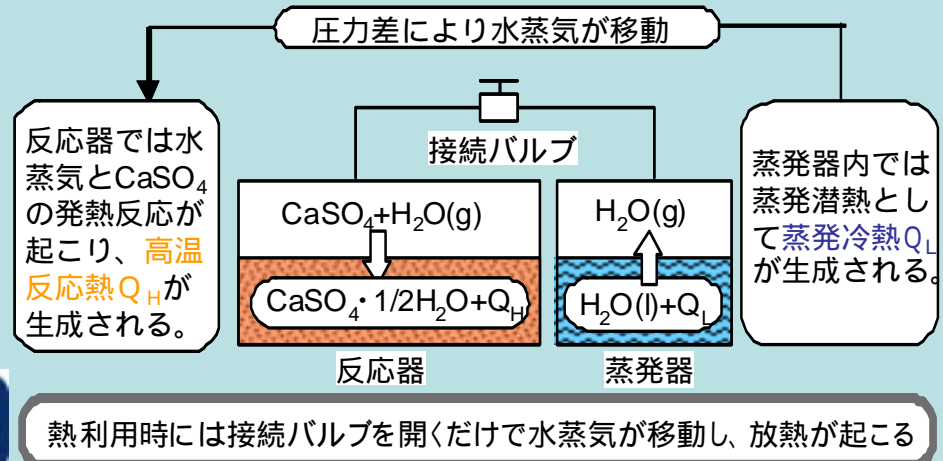 圧力差により水蒸気が移動
反応器では水
蒸気とCaSO₄
の発熱反応が
起こり、高温
反応熱Q_Hが
生成される。
接続バルブ
CaSO₄+H₂O(g)
CaSO₄・1/2H₂O+Q_H
反応器
H₂O(g)
H₂O(l)+Q_L
蒸発器
蒸発器内では
蒸発潜熱とし
て蒸発冷熱Q_L
が生成される。
熱利用時には接続バルブを開くだけで水蒸気が移動し、放熱が起こる